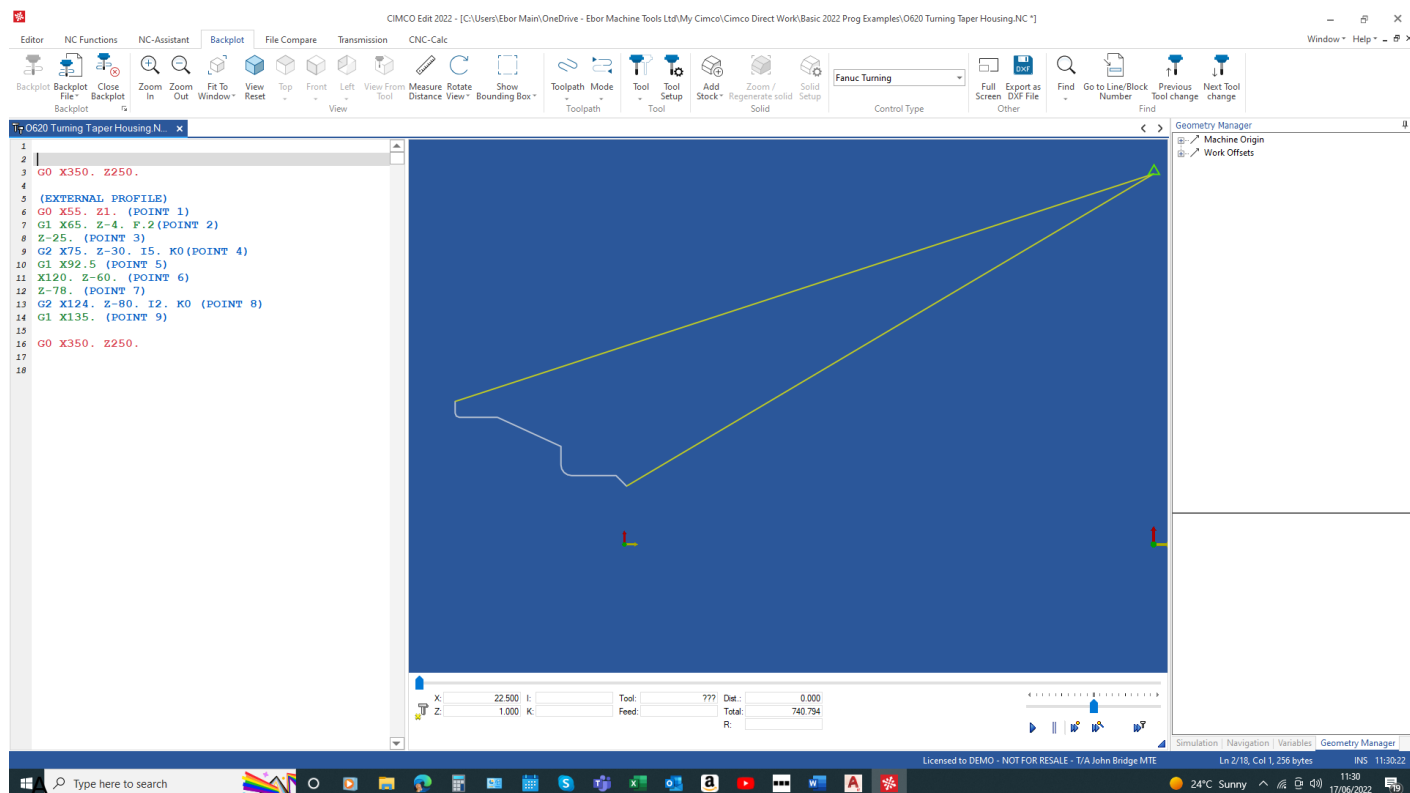 CIMCO Edit 2022 - [C:\Users\Ebor Main\OneDrive - Ebor Machine Tools Ltd\My Cimco\Cimco Direct Work\Basic 2022 Prog Examples\O620 Turning Taper Housing.NC *]
Editor NC Functions NC-Assistant Backplot File Compare Transmission CNC-Calc Window Help
Backplot Backplot File Close Backplot Zoom In Zoom Out Fit To Window View Reset Top Front Left View From Tool Measure Distance Rotate View Show Bounding Box Toolpath Mode Tool Tool Setup Add Stock Zoom / Regenerate solid Solid Setup Fanuc Turning Full Screen Export as DXF File Find Go to Line/Block Number Previous Tool change Next Tool change
Backplot View Toolpath Tool Solid Control Type Other Find
O620 Turning Taper Housing.N... x
Geometry Manager
Machine Origin
Work Offsets
1
2
3 G0 X350. Z250.
4
5 (EXTERNAL PROFILE)
6 G0 X55. Z1. (POINT 1)
7 G1 X65. Z-4. F.2(POINT 2)
8 Z-25. (POINT 3)
9 G2 X75. Z-30. I5. K0(POINT 4)
10 G1 X92.5 (POINT 5)
11 X120. Z-60. (POINT 6)
12 Z-78. (POINT 7)
13 G2 X124. Z-80. I2. K0 (POINT 8)
14 G1 X135. (POINT 9)
15
16 G0 X350. Z250.
17
18
X: 22.500 I: Tool: ??? Dist.: 0.000
Z: 1.000 K: Feed: Total: 740.794
R:
Simulation Navigation Variables Geometry Manager
Licensed to DEMO - NOT FOR RESALE - T/A John Bridge MTE Ln 2/18, Col 1, 256 bytes INS 11:30:22
Type here to search
24°C Sunny
11:30
17/06/2022
19